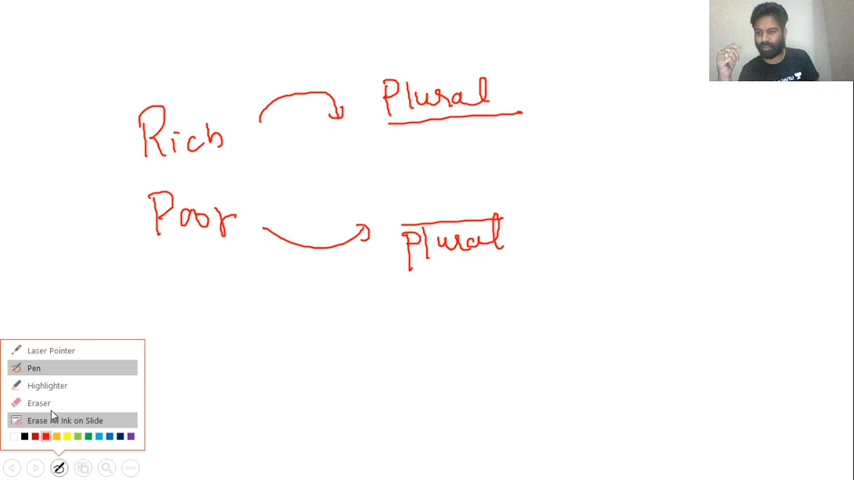 Plural
Rich
Poor
Plural
Laser Pointer
Pen
Highlighter
Eraser
Erase All Ink on Slide